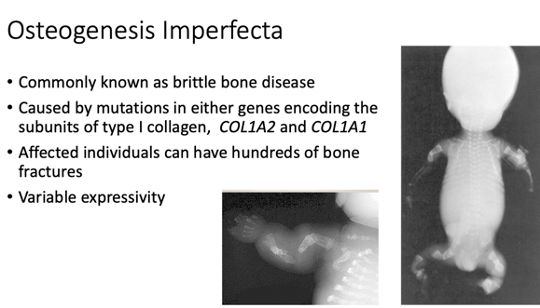 Osteogenesis Imperfecta
• Commonly known as brittle bone disease
• Caused by mutations in either genes encoding the
subunits of type I collagen, COL1A2 and COL1A1
• Affected individuals can have hundreds of bone
fractures
• Variable expressivity